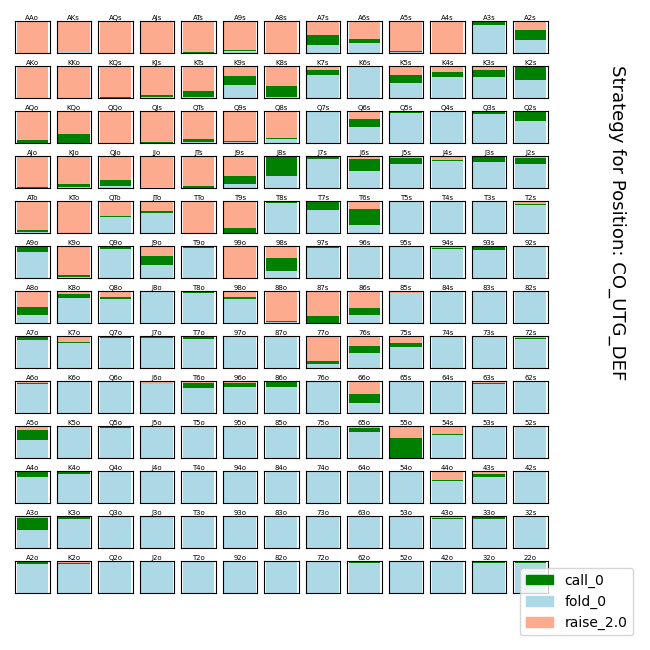 AAo AKs AQs AJs ATs A9s A8s A7s A6s A5s A4s A3s A2s
AKo KKo KQs KJs KTs K9s K8s K7s K6s K5s K4s K3s K2s
AQo KQo QQo QJs QTs Q9s Q8s Q7s Q6s Q5s Q4s Q3s Q2s
AJo KJo QJo JJo JTs J9s J8s J7s J6s J5s J4s J3s J2s
ATo KTo QTo JTo TTo T9s T8s T7s T6s T5s T4s T3s T2s
A9o K9o Q9o J9o T9o 99o 98s 97s 96s 95s 94s 93s 92s
A8o K8o Q8o J8o T8o 98o 88o 87s 86s 85s 84s 83s 82s
A7o K7o Q7o J7o T7o 97o 87o 77o 76s 75s 74s 73s 72s
A6o K6o Q6o J6o T6o 96o 86o 76o 66o 65s 64s 63s 62s
A5o K5o Q5o J5o T5o 95o 85o 75o 65o 55o 54s 53s 52s
A4o K4o Q4o J4o T4o 94o 84o 74o 64o 54o 44o 43s 42s
A3o K3o Q3o J3o T3o 93o 83o 73o 63o 53o 43o 33o 32s
A2o K2o Q2o J2o T2o 92o 82o 72o 62o 52o 42o 32o 22o
Strategy for Position: CO_UTG_DEF
call_0
fold_0
raise_2.0